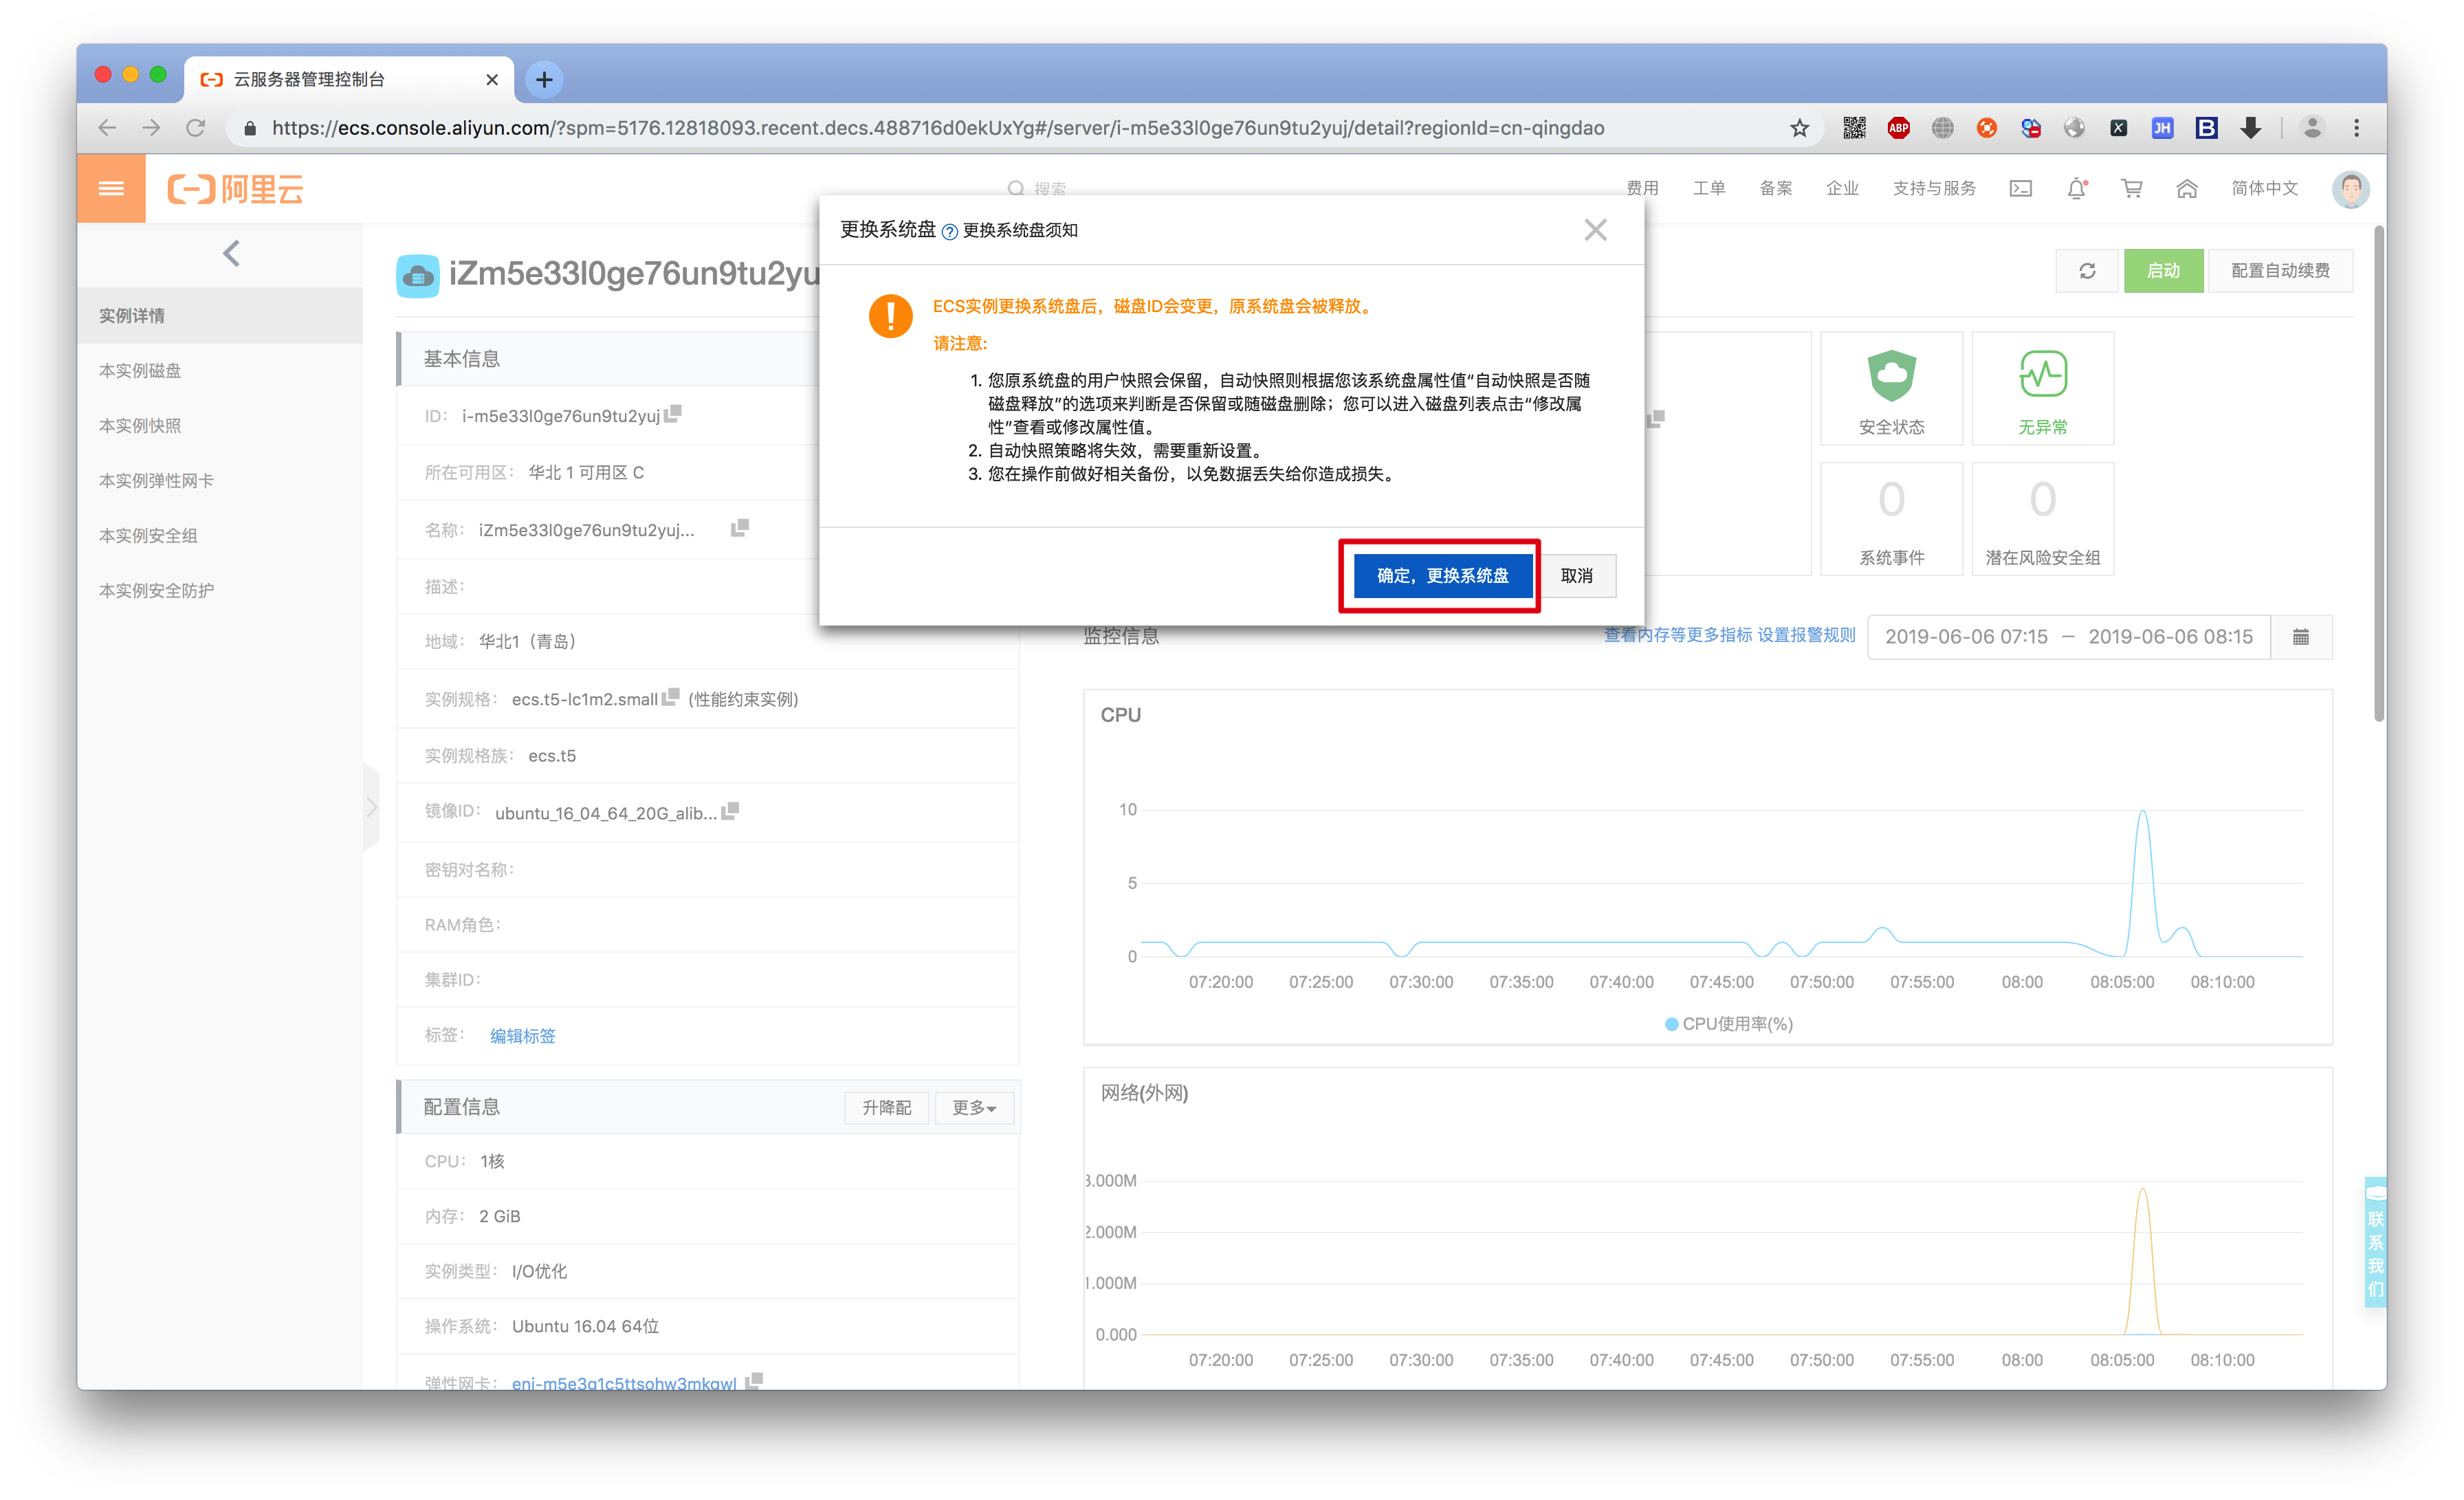 云服务器管理控制台
https://ecs.console.aliyun.com/?spm=5176.12818093.recent.decs.488716d0ekUxYg#/server/i-m5e33l0ge76un9tu2yuj/detail?regionId=cn-qingdao
ABP
JH
B
阿里云
搜索
费用 工单 备案 企业 支持与服务 简体中文
更换系统盘 ? 更换系统盘须知
ECS实例更换系统盘后，磁盘ID会变更，原系统盘会被释放。
请注意:
1. 您原系统盘的用户快照会保留，自动快照则根据您该系统盘属性值“自动快照是否随
磁盘释放”的选项来判断是否保留或随磁盘删除；您可以进入磁盘列表点击“修改属
性”查看或修改属性值。
2. 自动快照策略将失效，需要重新设置。
3. 您在操作前做好相关备份，以免数据丢失给你造成损失。
确定，更换系统盘
取消
实例详情
本实例磁盘
本实例快照
本实例弹性网卡
本实例安全组
本实例安全防护
iZm5e33l0ge76un9tu2yu
启动
配置自动续费
基本信息
ID： i-m5e33l0ge76un9tu2yuj
所在可用区： 华北 1 可用区 C
名称： iZm5e33l0ge76un9tu2yuj...
描述：
地域： 华北1（青岛）
实例规格： ecs.t5-lc1m2.small (性能约束实例)
实例规格族： ecs.t5
镜像ID： ubuntu_16_04_64_20G_alib...
密钥对名称：
RAM角色：
集群ID：
标签： 编辑标签
配置信息
升降配
更多
CPU： 1核
内存： 2 GiB
实例类型： I/O优化
操作系统： Ubuntu 16.04 64位
弹性网卡： eni-m5e3g1c5ttsohw3mkgwl
安全状态
无异常
0
系统事件
0
潜在风险安全组
监控信息
查看内存等更多指标 设置报警规则
2019-06-06 07:15 – 2019-06-06 08:15
CPU
10
5
0
07:20:00 07:25:00 07:30:00 07:35:00 07:40:00 07:45:00 07:50:00 07:55:00 08:00 08:05:00 08:10:00
CPU使用率(%)
网络(外网)
3.000M
2.000M
1.000M
0.000
07:20:00 07:25:00 07:30:00 07:35:00 07:40:00 07:45:00 07:50:00 07:55:00 08:00 08:05:00 08:10:00
联系我们